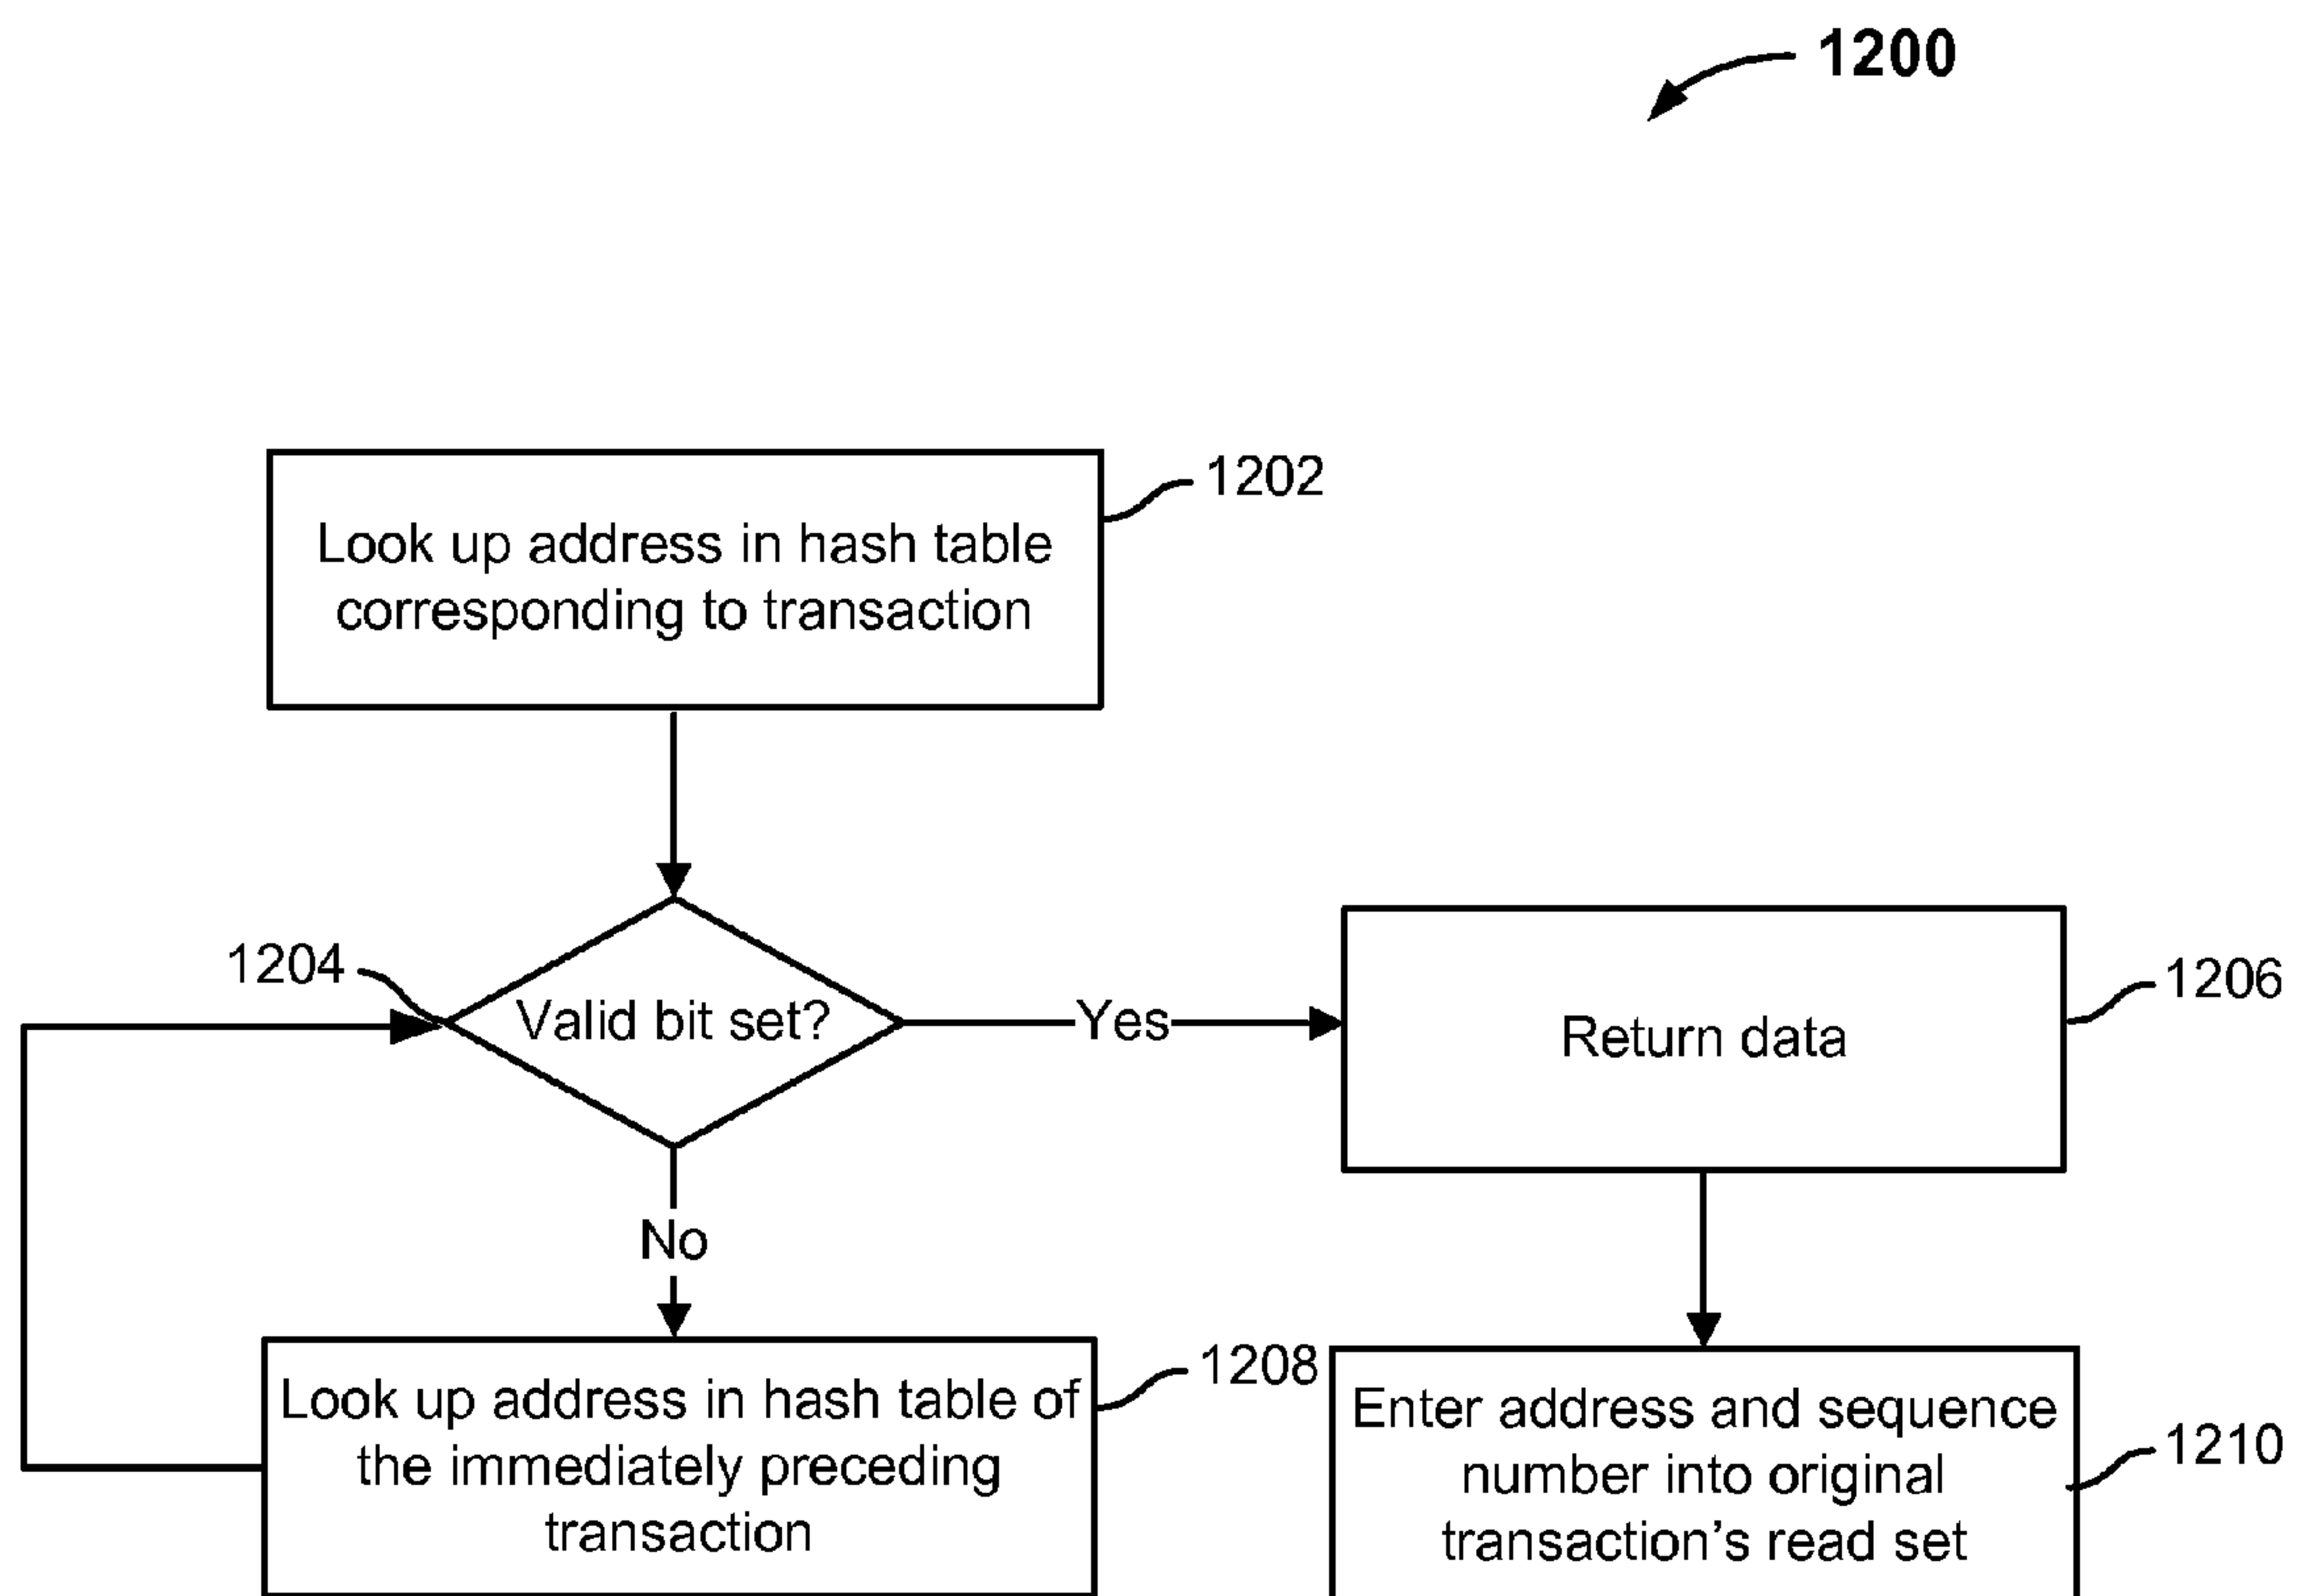 1200
1202
Look up address in hash table
corresponding to transaction
1204
Valid bit set?
Yes
1206
Return data
No
1208
Look up address in hash table of
the immediately preceding
transaction
1210
Enter address and sequence
number into original
transaction’s read set